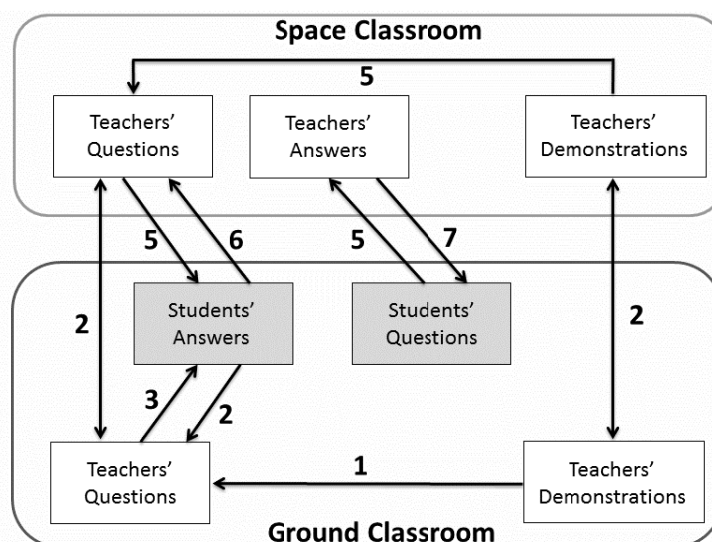 Space Classroom
5
Teachers'
Questions
Teachers'
Answers
Teachers'
Demonstrations
5
6
5
7
2
2
Students'
Answers
Students'
Questions
3
2
Teachers'
Questions
1
Teachers'
Demonstrations
Ground Classroom